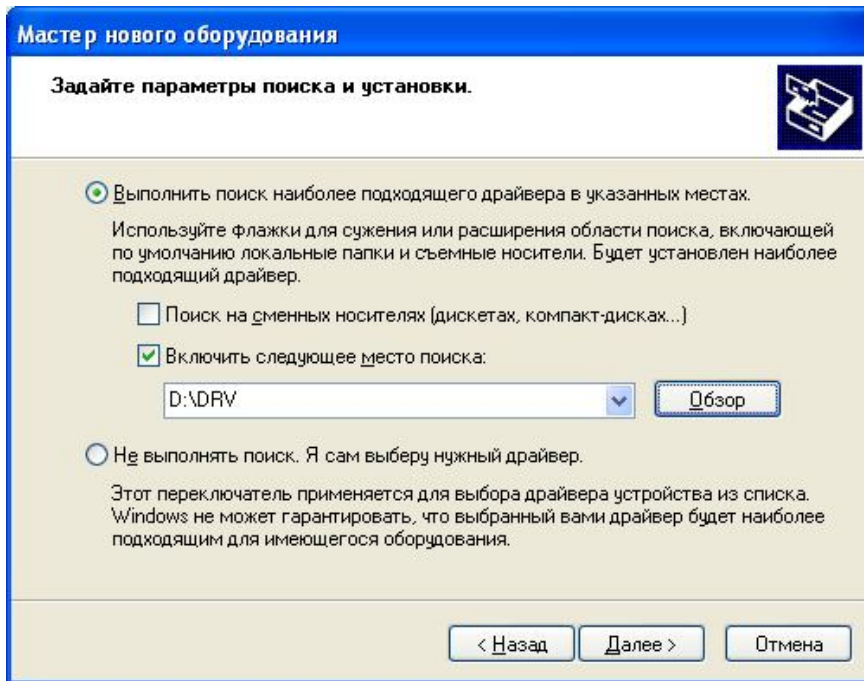 Мастер нового оборудования
Задайте параметры поиска и установки.
Выполнить поиск наиболее подходящего драйвера в указанных местах.
Используйте флажки для сужения или расширения области поиска, включающей
по умолчанию локальные папки и съемные носители. Будет установлен наиболее
подходящий драйвер.
Поиск на сменных носителях (дискетах, компакт-дисках...)
Включить следующее место поиска:
D:\DRV
Обзор
Не выполнять поиск. Я сам выберу нужный драйвер.
Этот переключатель применяется для выбора драйвера устройства из списка.
Windows не может гарантировать, что выбранный вами драйвер будет наиболее
подходящим для имеющегося оборудования.
< Назад Далее > Отмена